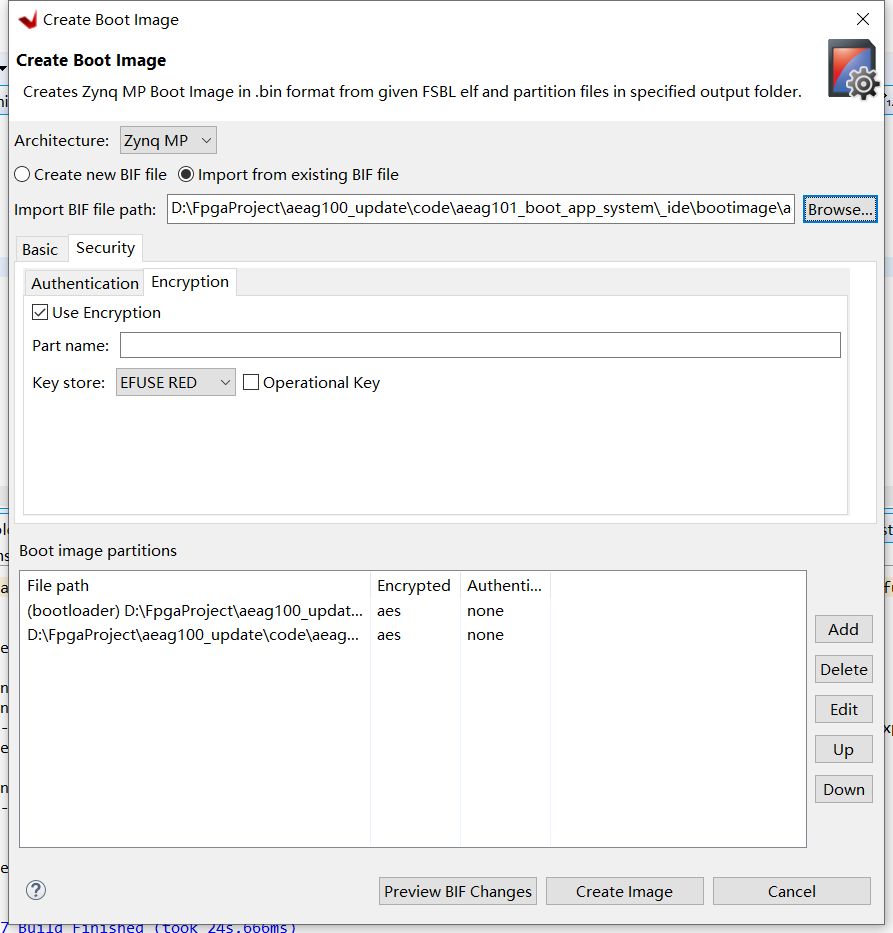 Create Boot Image
Create Boot Image
Creates Zynq MP Boot Image in .bin format from given FSBL elf and partition files in specified output folder.
Architecture: Zynq MP
Create new BIF file Import from existing BIF file
Import BIF file path: D:\FpgaProject\aeag100_update\code\aeag101_boot_app_system\_ide\bootimage\a Browse...
Basic Security
Authentication Encryption
Use Encryption
Part name:
Key store: EFUSE RED Operational Key
Boot image partitions
File path Encrypted Authenti...
(bootloader) D:\FpgaProject\aeag100_updat... aes none
D:\FpgaProject\aeag100_update\code\aeag... aes none
Add
Delete
Edit
Up
Down
? Preview BIF Changes Create Image Cancel
7 Build Finished (took 24s.666ms)